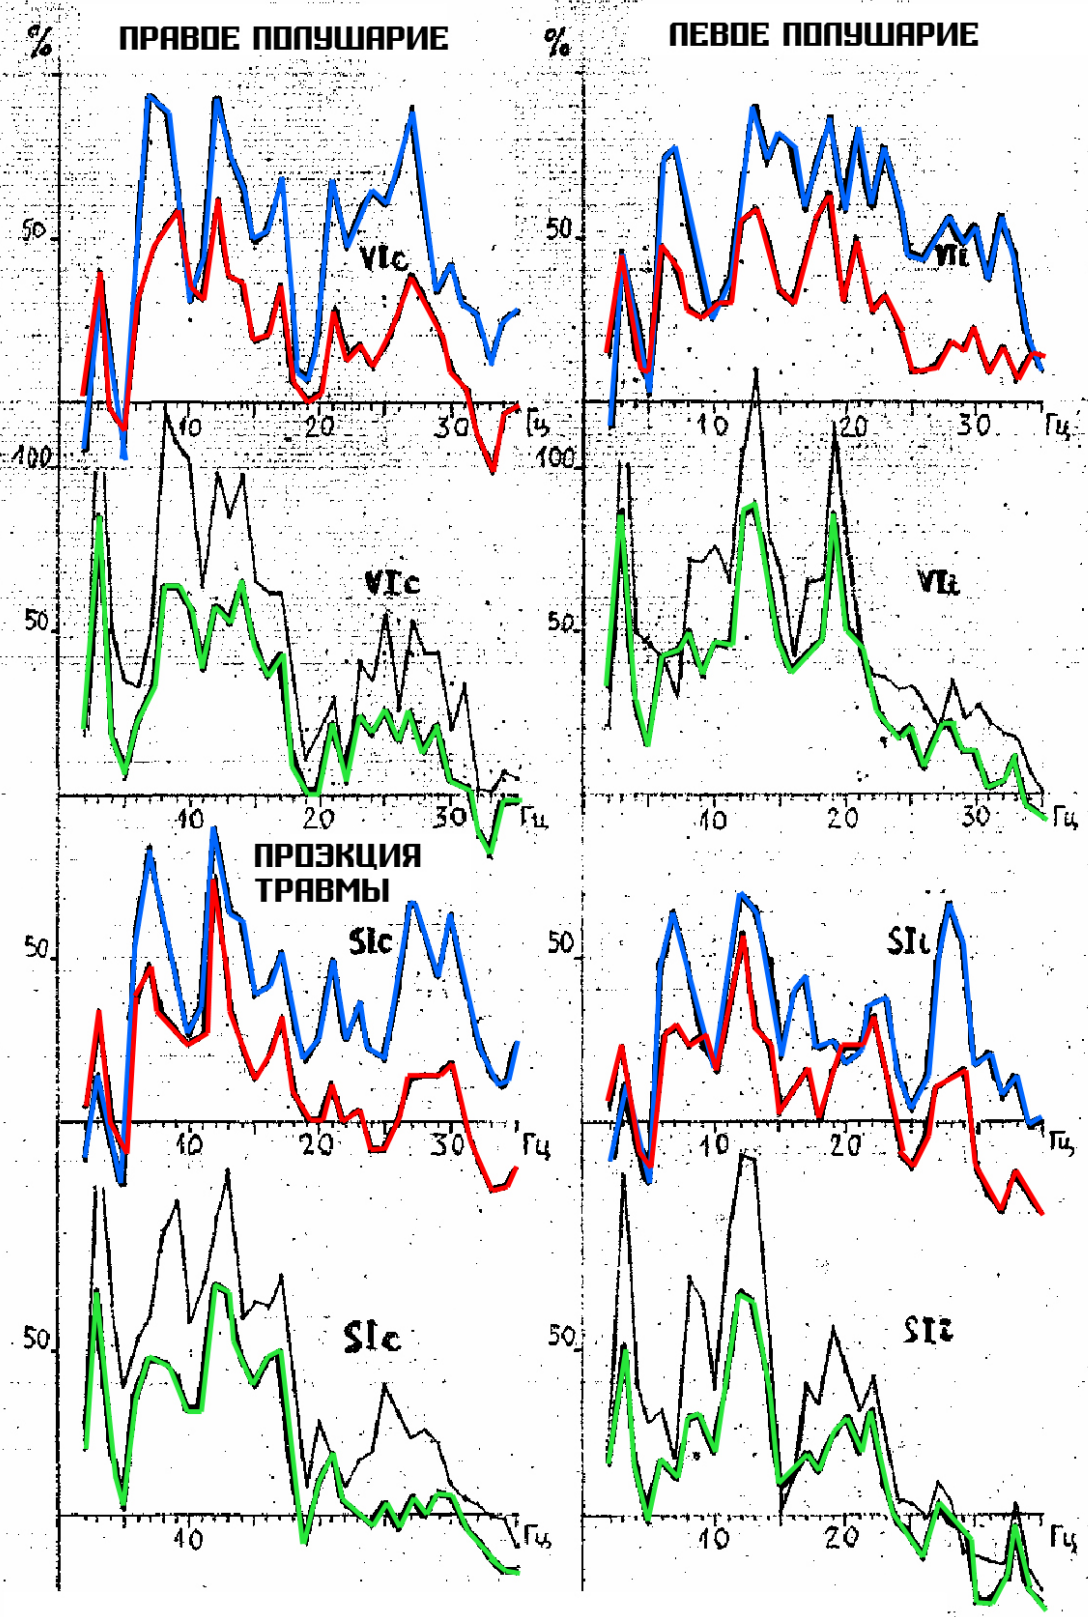 % ПРАВОЕ ПОЛУШАРИЕ % ЛЕВОЕ ПОЛУШАРИЕ
50 VIc 50 VIi
10 20 30 Гц 10 20 30 Гц
100 100
VIc VIi
50 50
10 20 30 Гц 10 20 30 Гц
ПРОЭКЦИЯ
ТРАВМЫ
50 SIc 50 SIi
10 20 30 Гц 10 20 Гц
50 SIc 50 SIi
10 Гц 10 20 Гц